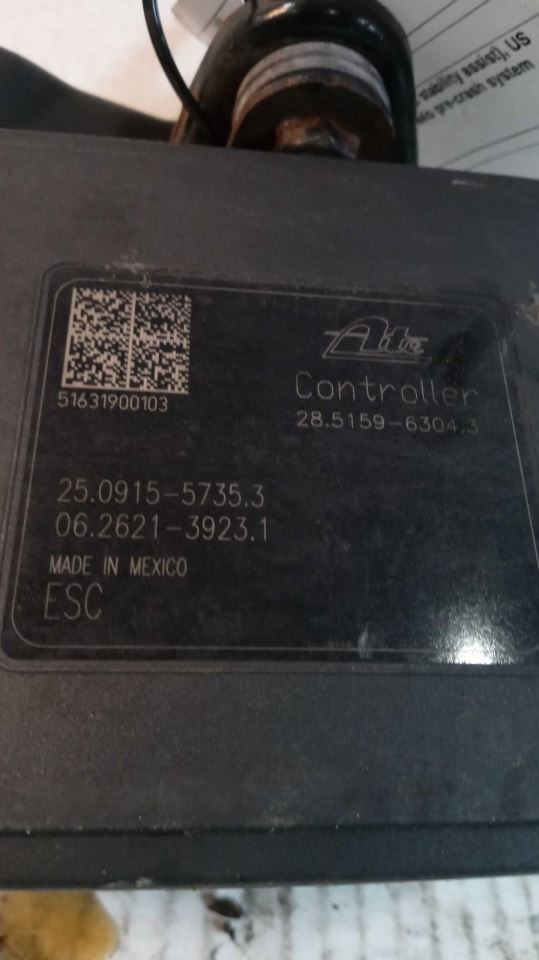 stability assist), US
pre-crash system
Ate
51631900103
Controller
28.5159-6304.3
25.0915-5735.3
06.2621-3923.1
MADE IN MEXICO
ESC